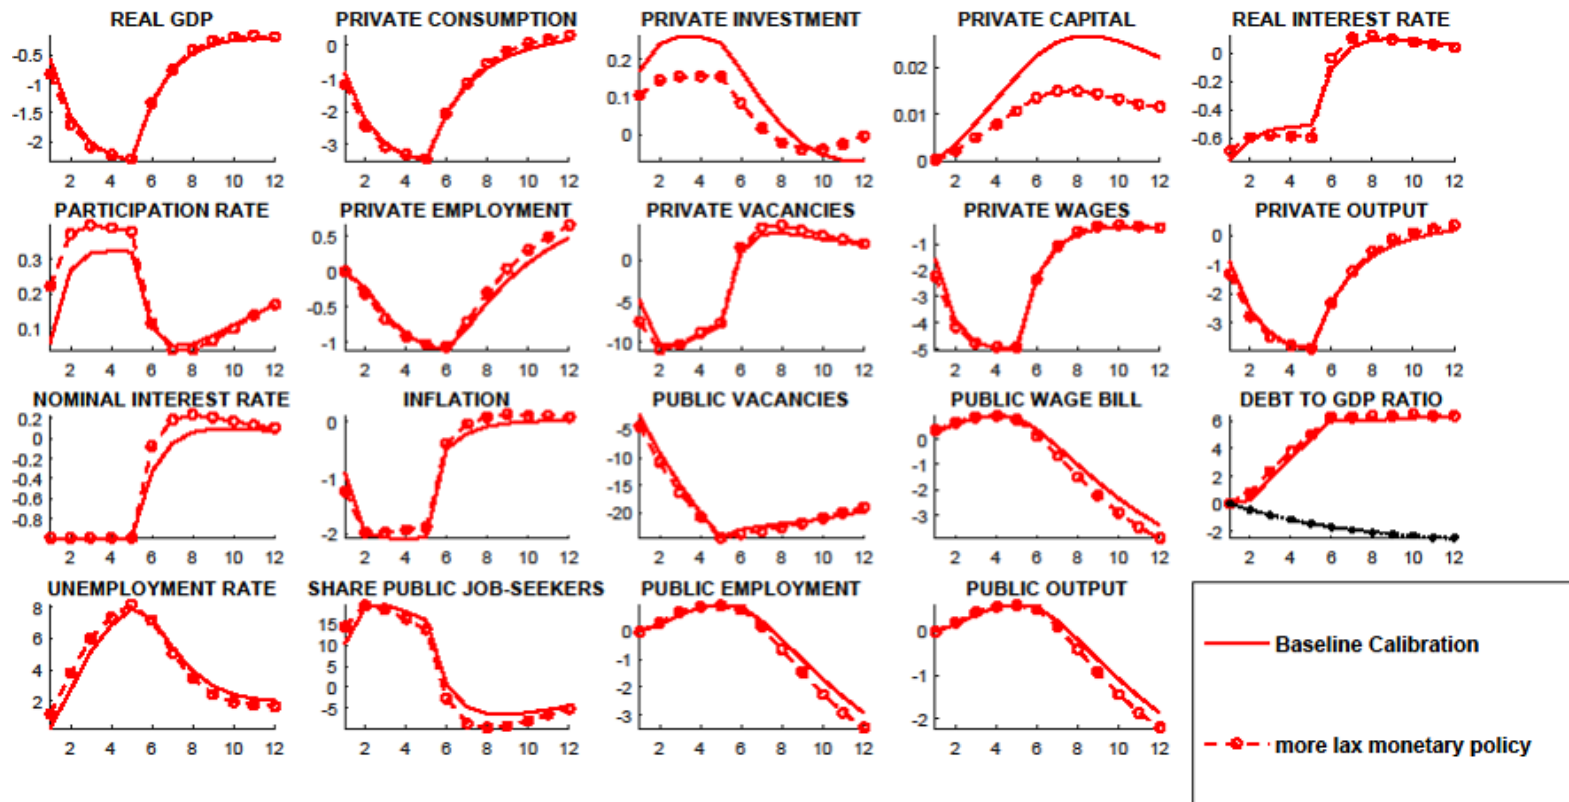 REAL GDP PRIVATE CONSUMPTION PRIVATE INVESTMENT PRIVATE CAPITAL REAL INTEREST RATE
-0.5 0 0.2 0.02 0
-1 -1 0.1 0.01 -0.2
-1.5 -2 0 0 -0.4
-2 -3 -0.6
2 4 6 8 10 12 2 4 6 8 10 12 2 4 6 8 10 12 2 4 6 8 10 12 2 4 6 8 10 12
PARTICIPATION RATE PRIVATE EMPLOYMENT PRIVATE VACANCIES PRIVATE WAGES PRIVATE OUTPUT
0.3 0.5 0 -1 0
0.1 0 -5 -2 -1
-0.5 -10 -3 -3
-1 -4
-5
2 4 6 8 10 12 2 4 6 8 10 12 2 4 6 8 10 12 2 4 6 8 10 12 2 4 6 8 10 12
NOMINAL INTEREST RATE INFLATION PUBLIC VACANCIES PUBLIC WAGE BILL DEBT TO GDP RATIO
0.2 0 -5 0 6
0 -1 -10 -1 4
-0.2 -2 -15 -2 2
-0.4 -20 -3 0
-0.6 -2
-0.8
2 4 6 8 10 12 2 4 6 8 10 12 2 4 6 8 10 12 2 4 6 8 10 12 2 4 6 8 10 12
UNEMPLOYMENT RATE SHARE PUBLIC JOB-SEEKERS PUBLIC EMPLOYMENT PUBLIC OUTPUT
8 15 0 0
6 10 -1 -1
4 5 -2 -2
2 0 -3
-5
2 4 6 8 10 12 2 4 6 8 10 12 2 4 6 8 10 12 2 4 6 8 10 12
Baseline Calibration
more lax monetary policy